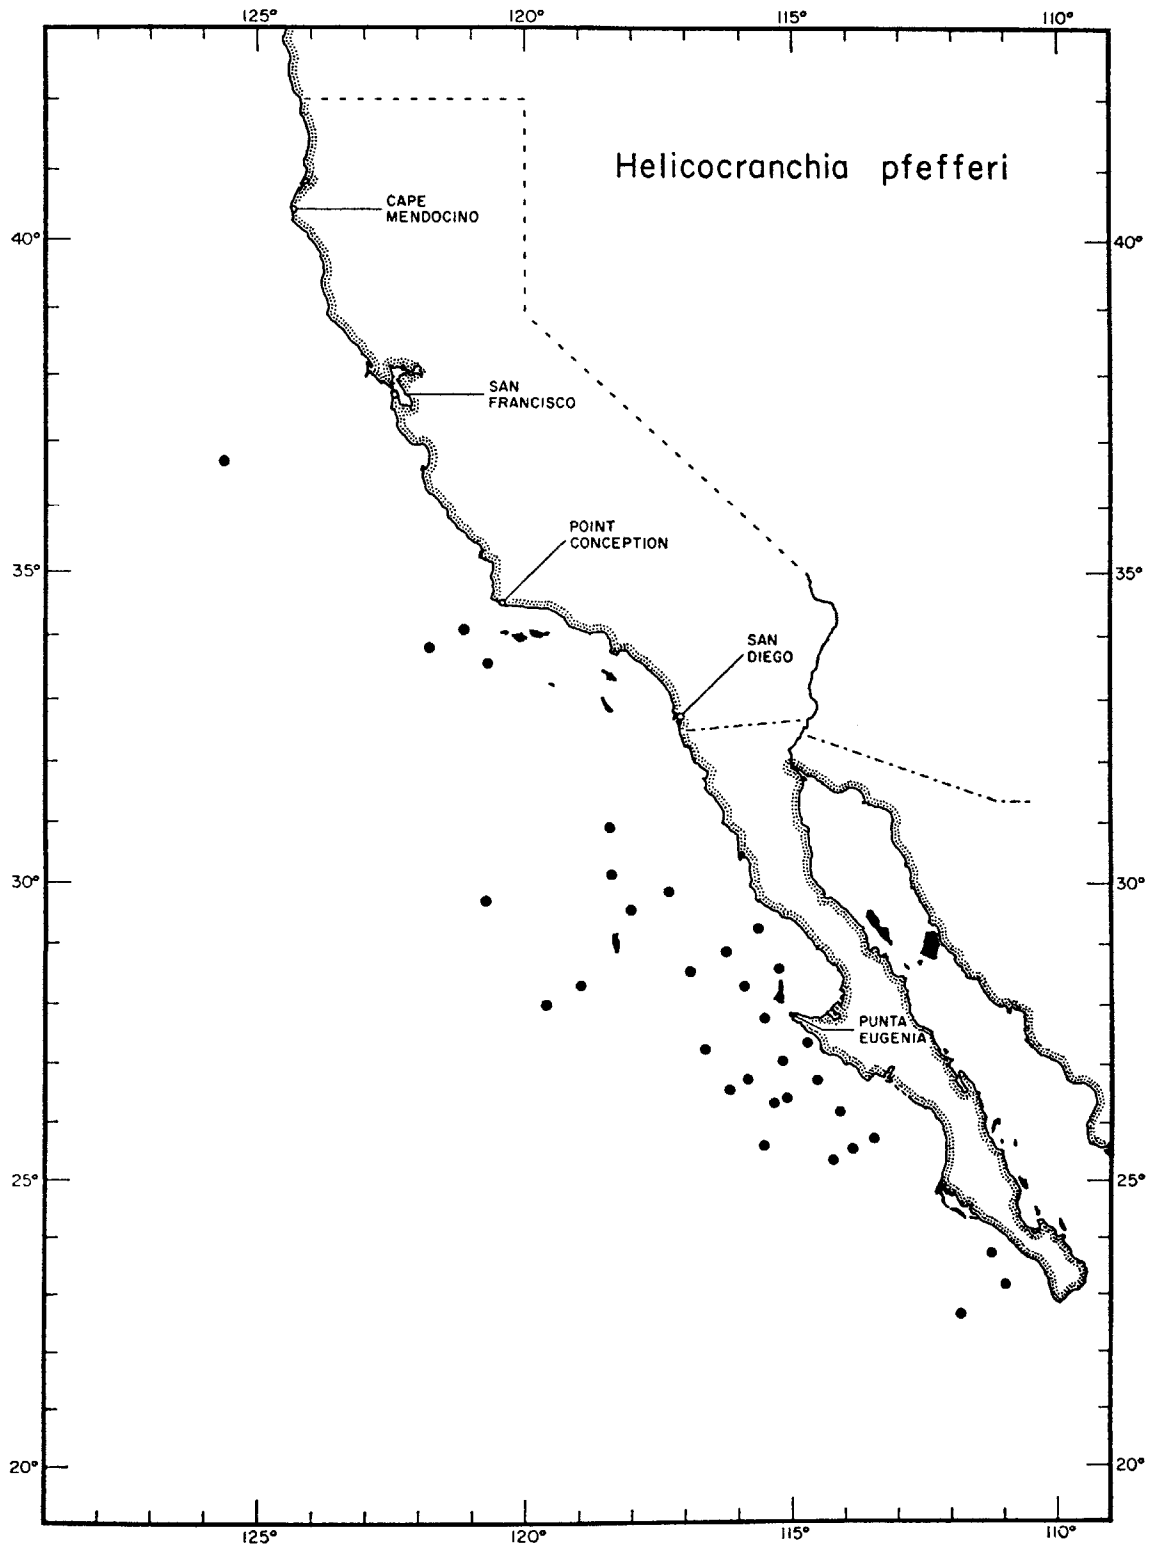 125° 120° 115° 110°
Helicocranchia pfefferi
CAPE
MENDOCINO
40° 40°
SAN
FRANCISCO
POINT
CONCEPTION
35° 35°
SAN
DIEGO
30° 30°
PUNTA
EUGENIA
25° 25°
20° 20°
125° 120° 115° 110°